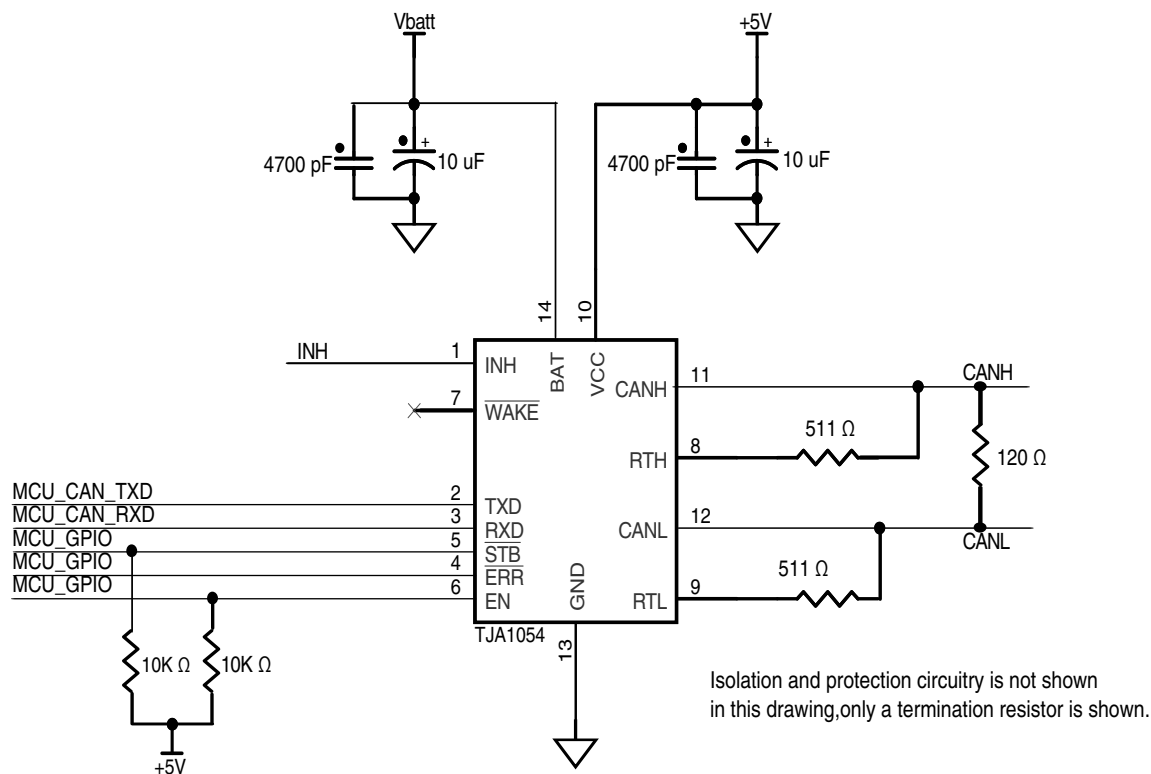 Vbatt
+5V
4700 pF
+
10 uF
4700 pF
+
10 uF
14
10
INH
1
INH
BAT
VCC
7
WAKE
CANH
11
CANH
511 Ω
RTH
8
120 Ω
MCU_CAN_TXD
2
TXD
MCU_CAN_RXD
3
RXD
CANL
12
CANL
MCU_GPIO
5
STB
MCU_GPIO
4
ERR
511 Ω
MCU_GPIO
6
EN
GND
RTL
9
TJA1054
13
10K Ω
10K Ω
+5V
Isolation and protection circuitry is not shown
in this drawing,only a termination resistor is shown.